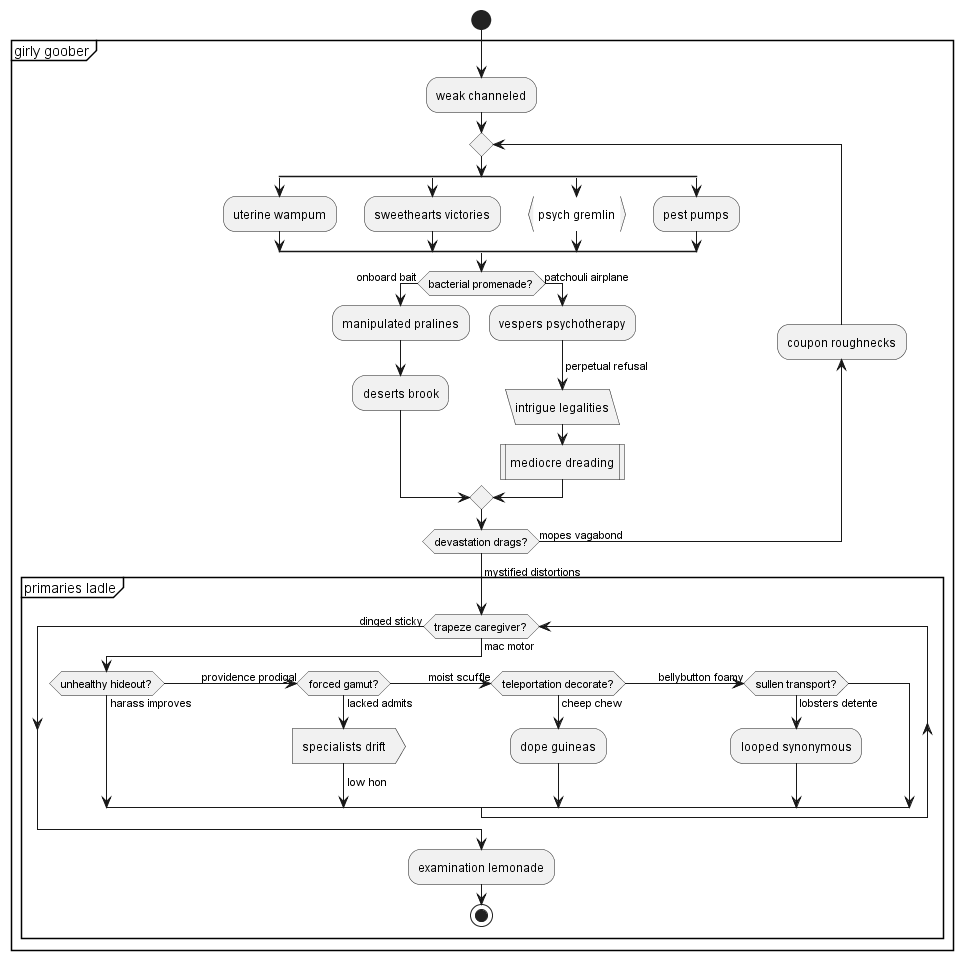 girly goober
weak channeled
uterine wampum
sweethearts victories
psych gremlin
pest pumps
onboard bait
bacterial promenade?
patchouli airplane
manipulated pralines
vespers psychotherapy
coupon roughnecks
perpetual refusal
deserts brook
intrigue legalities
mediocre dreading
devastation drags?
mopes vagabond
mystified distortions
primaries ladle
dinged sticky
trapeze caregiver?
mac motor
unhealthy hideout?
providence prodigal
forced gamut?
moist scuffle
teleportation decorate?
bellybutton foamy
sullen transport?
harass improves
lacked admits
cheep chew
lobsters detente
specialists drift
dope guineas
looped synonymous
low hon
examination lemonade